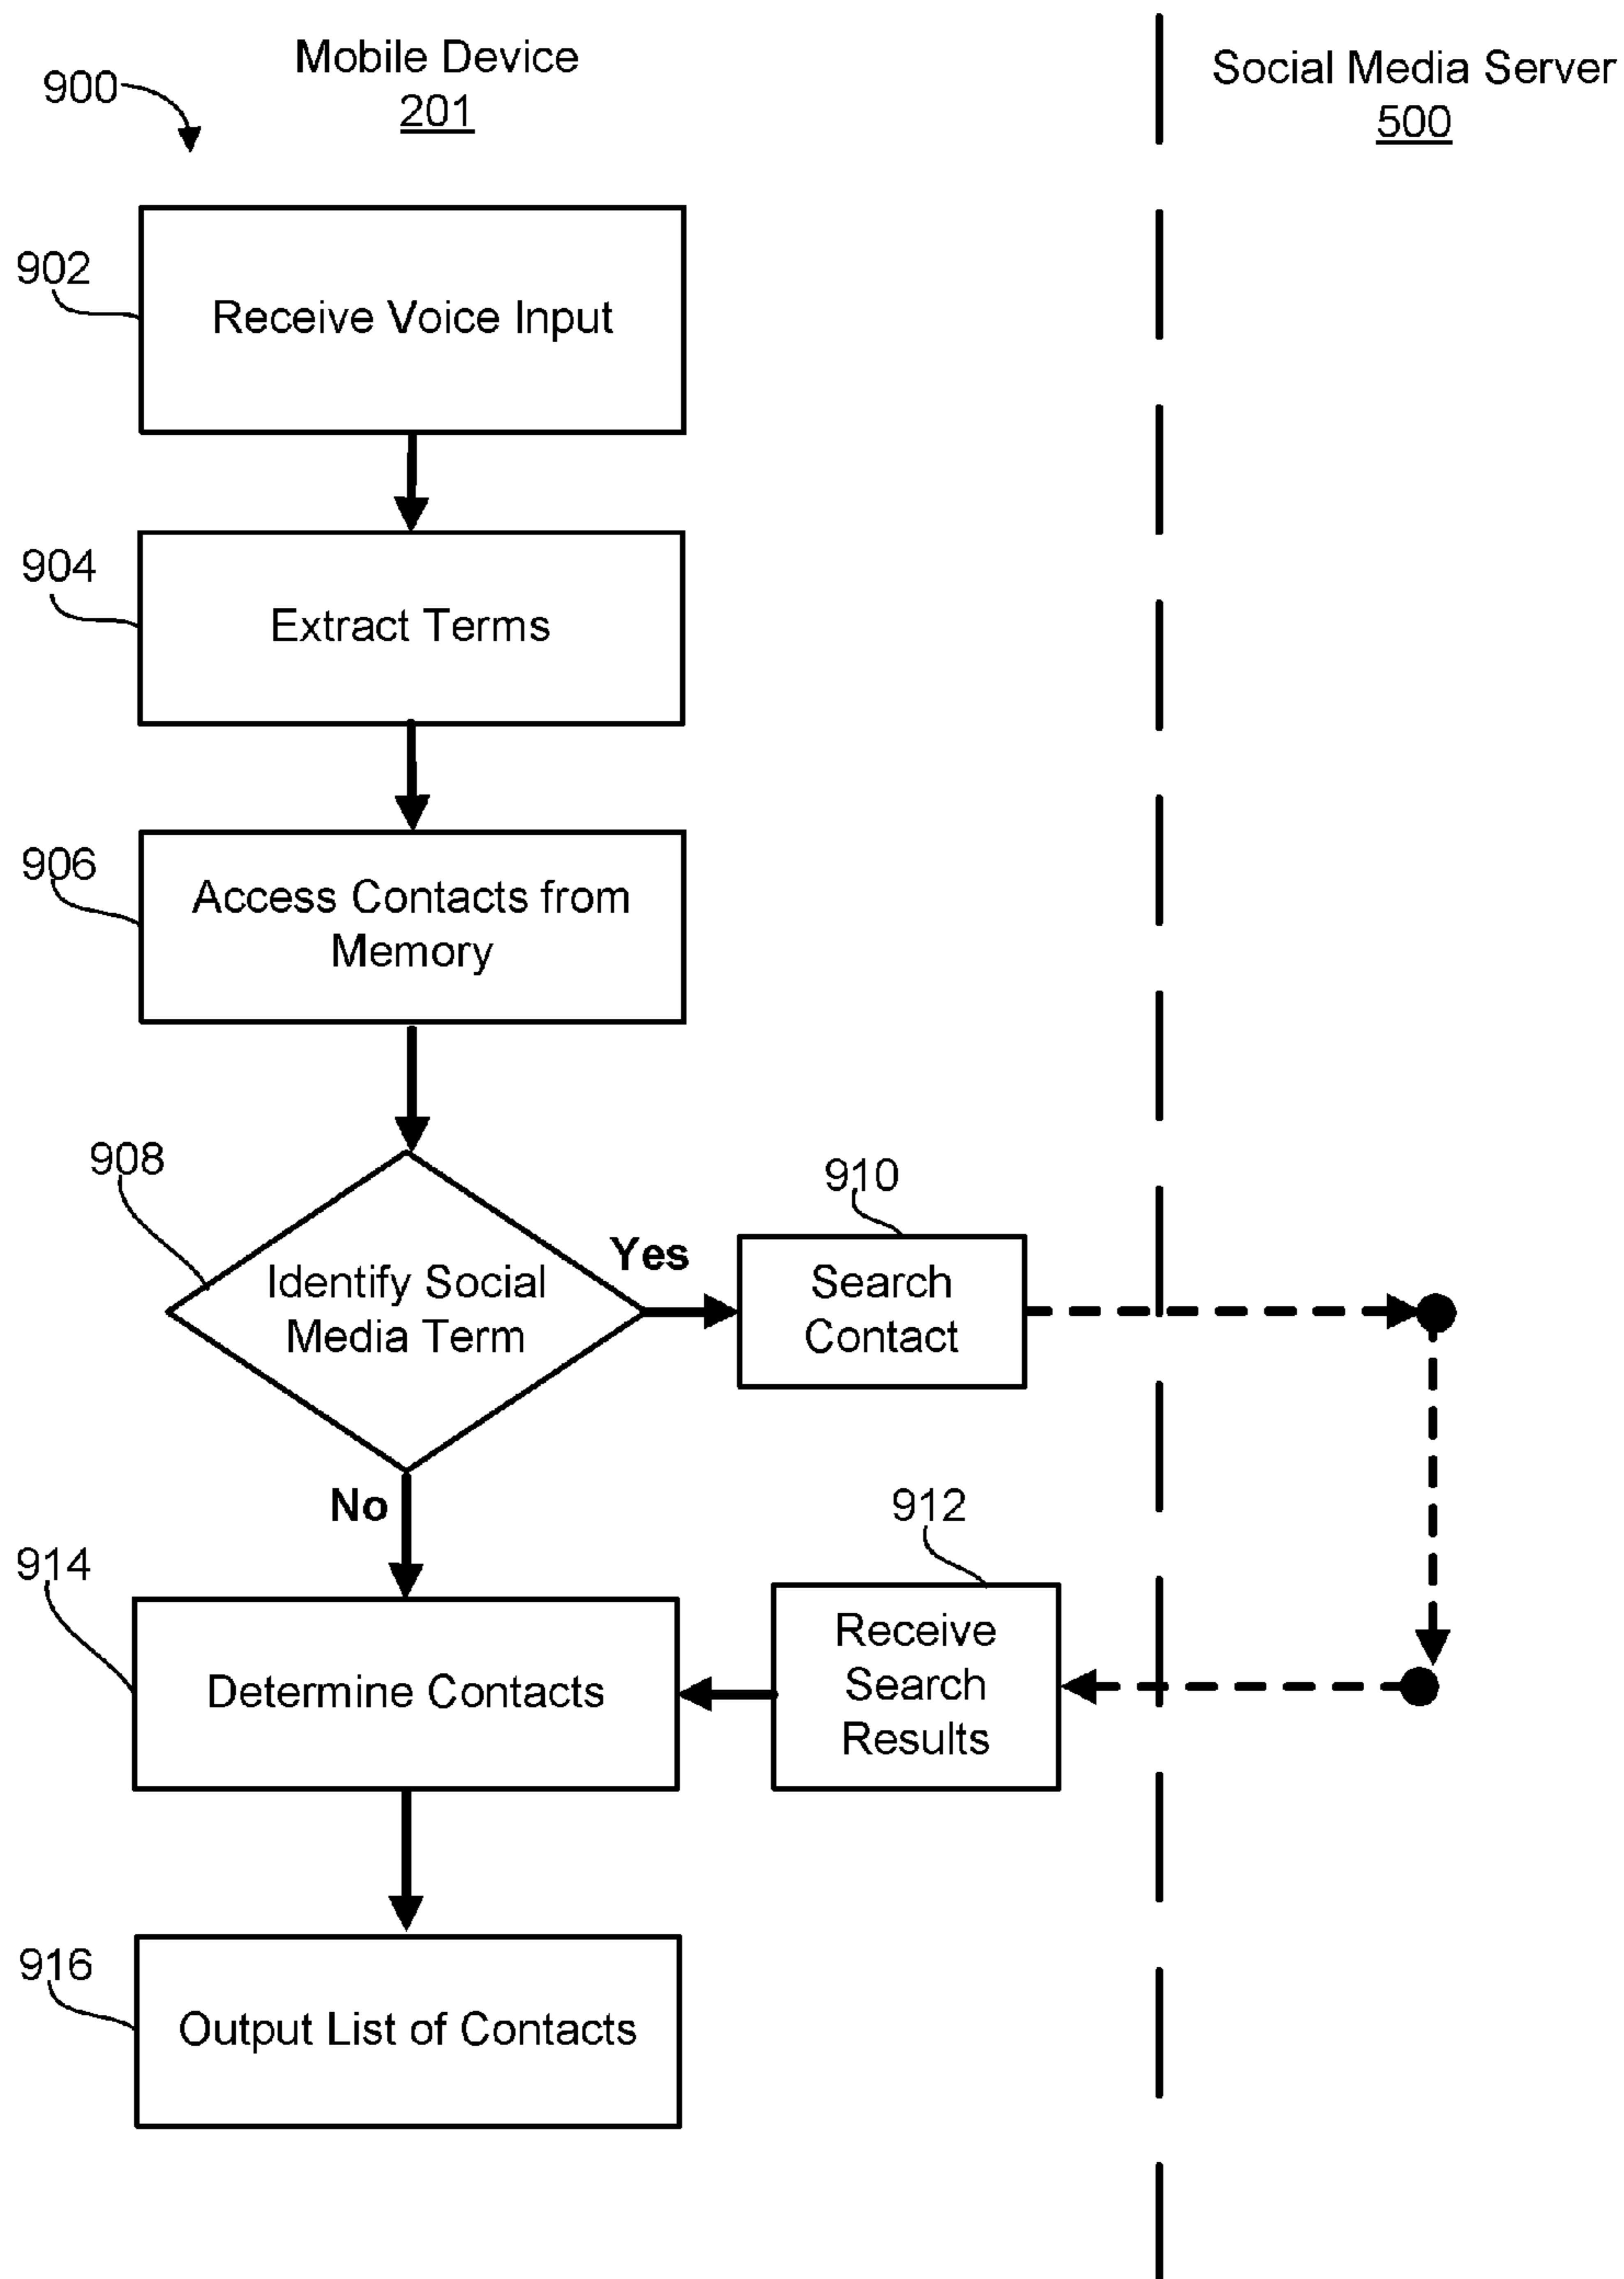 Mobile Device
201
Social Media Server
500
900
902
Receive Voice Input
904
Extract Terms
906
Access Contacts from
Memory
908
Identify Social
Media Term
Yes
910
Search
Contact
No
912
Receive
Search
Results
914
Determine Contacts
916
Output List of Contacts